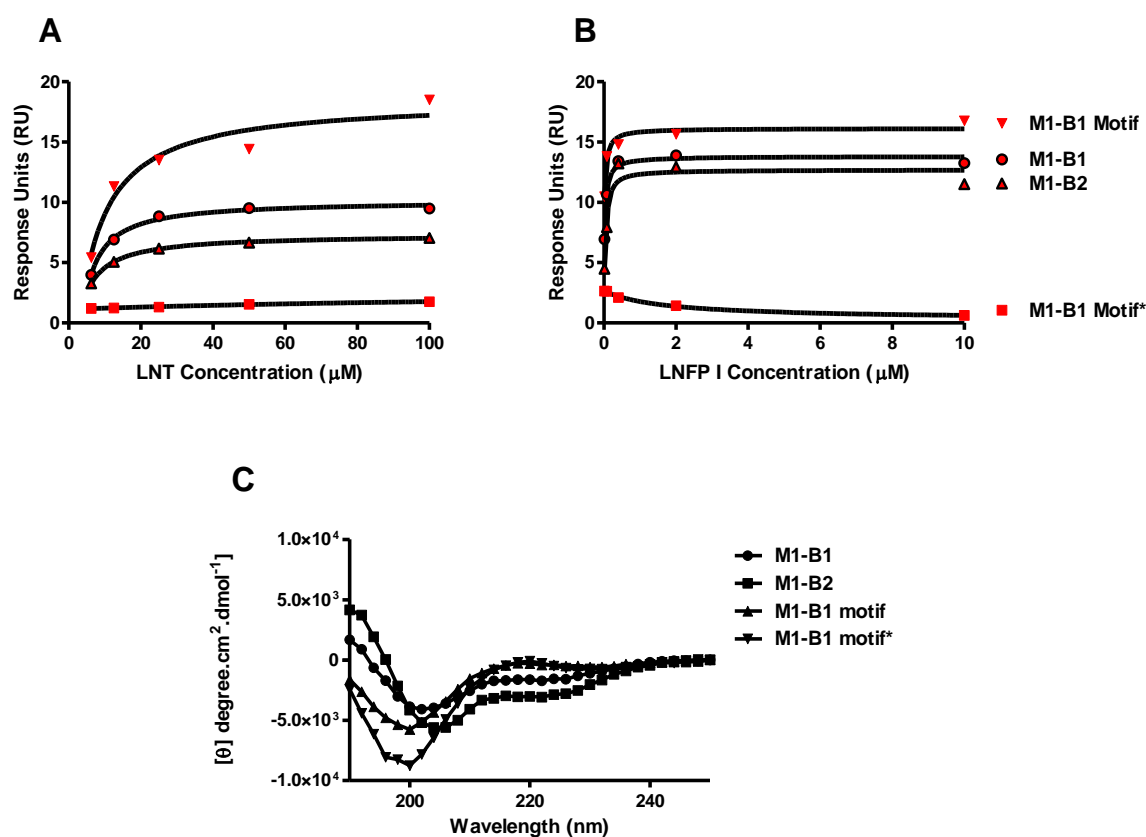 A
20
15
10
5
0
Response Units (RU)
0 20 40 60 80 100
LNT Concentration (μM)
B
20
15
10
5
0
Response Units (RU)
0 2 4 6 8 10
LNFP I Concentration (μM)
M1-B1 Motif
M1-B1
M1-B2
M1-B1 Motif*
C
1.0×10⁴
5.0×10³
0
-5.0×10³
-1.0×10⁴
[θ] degree.cm².dmol⁻¹]
200 220 240
Wavelength (nm)
M1-B1
M1-B2
M1-B1 motif
M1-B1 motif*